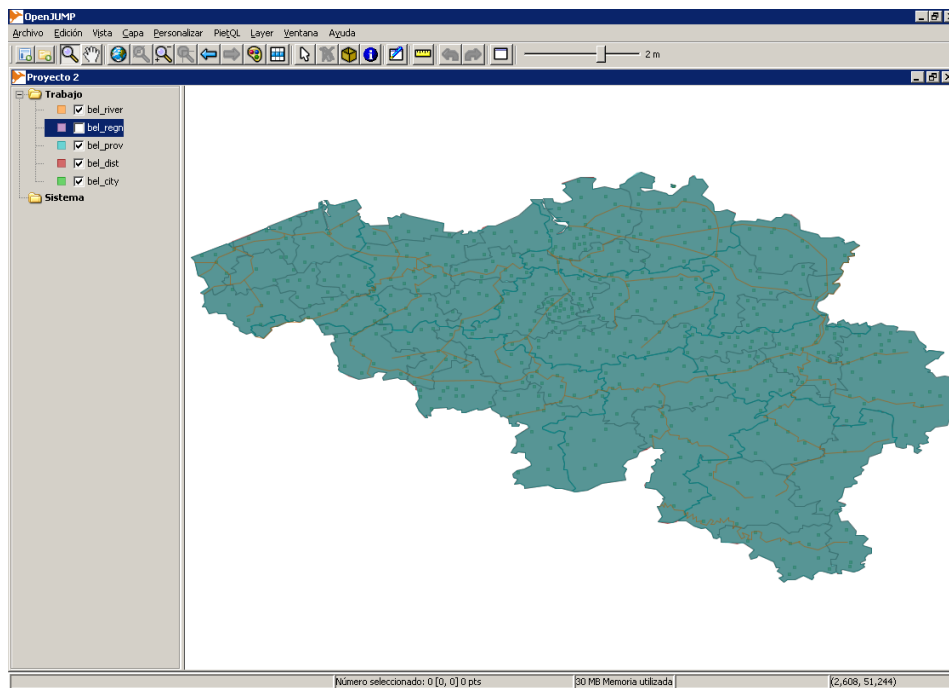 OpenJUMP
Archivo Edición Vista Capa Personalizar PietQL Layer Ventana Ayuda
2 m
Proyecto 2
Trabajo
bel_river
bel_regn
bel_prov
bel_dist
bel_city
Sistema
Número seleccionado: 0 [0, 0] 0 pts 30 MB Memoria utilizada (2,608, 51,244)